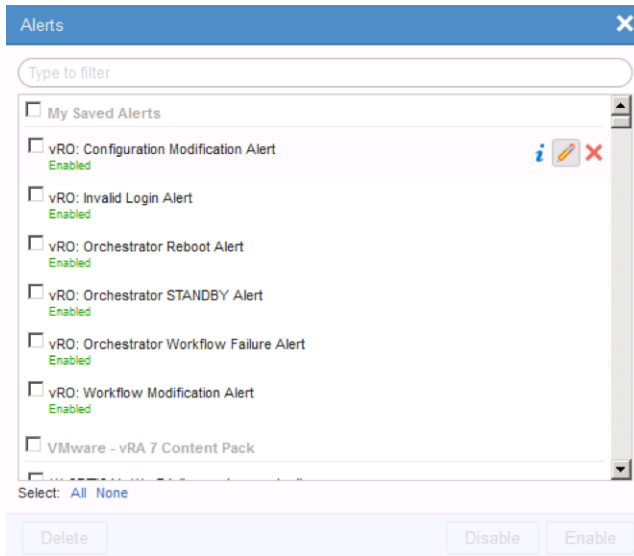 Alerts
Type to filter
My Saved Alerts
vRO: Configuration Modification Alert
Enabled
vRO: Invalid Login Alert
Enabled
vRO: Orchestrator Reboot Alert
Enabled
vRO: Orchestrator STANDBY Alert
Enabled
vRO: Orchestrator Workflow Failure Alert
Enabled
vRO: Workflow Modification Alert
Enabled
VMware - vRA 7 Content Pack
Select: All None
Delete Disable Enable